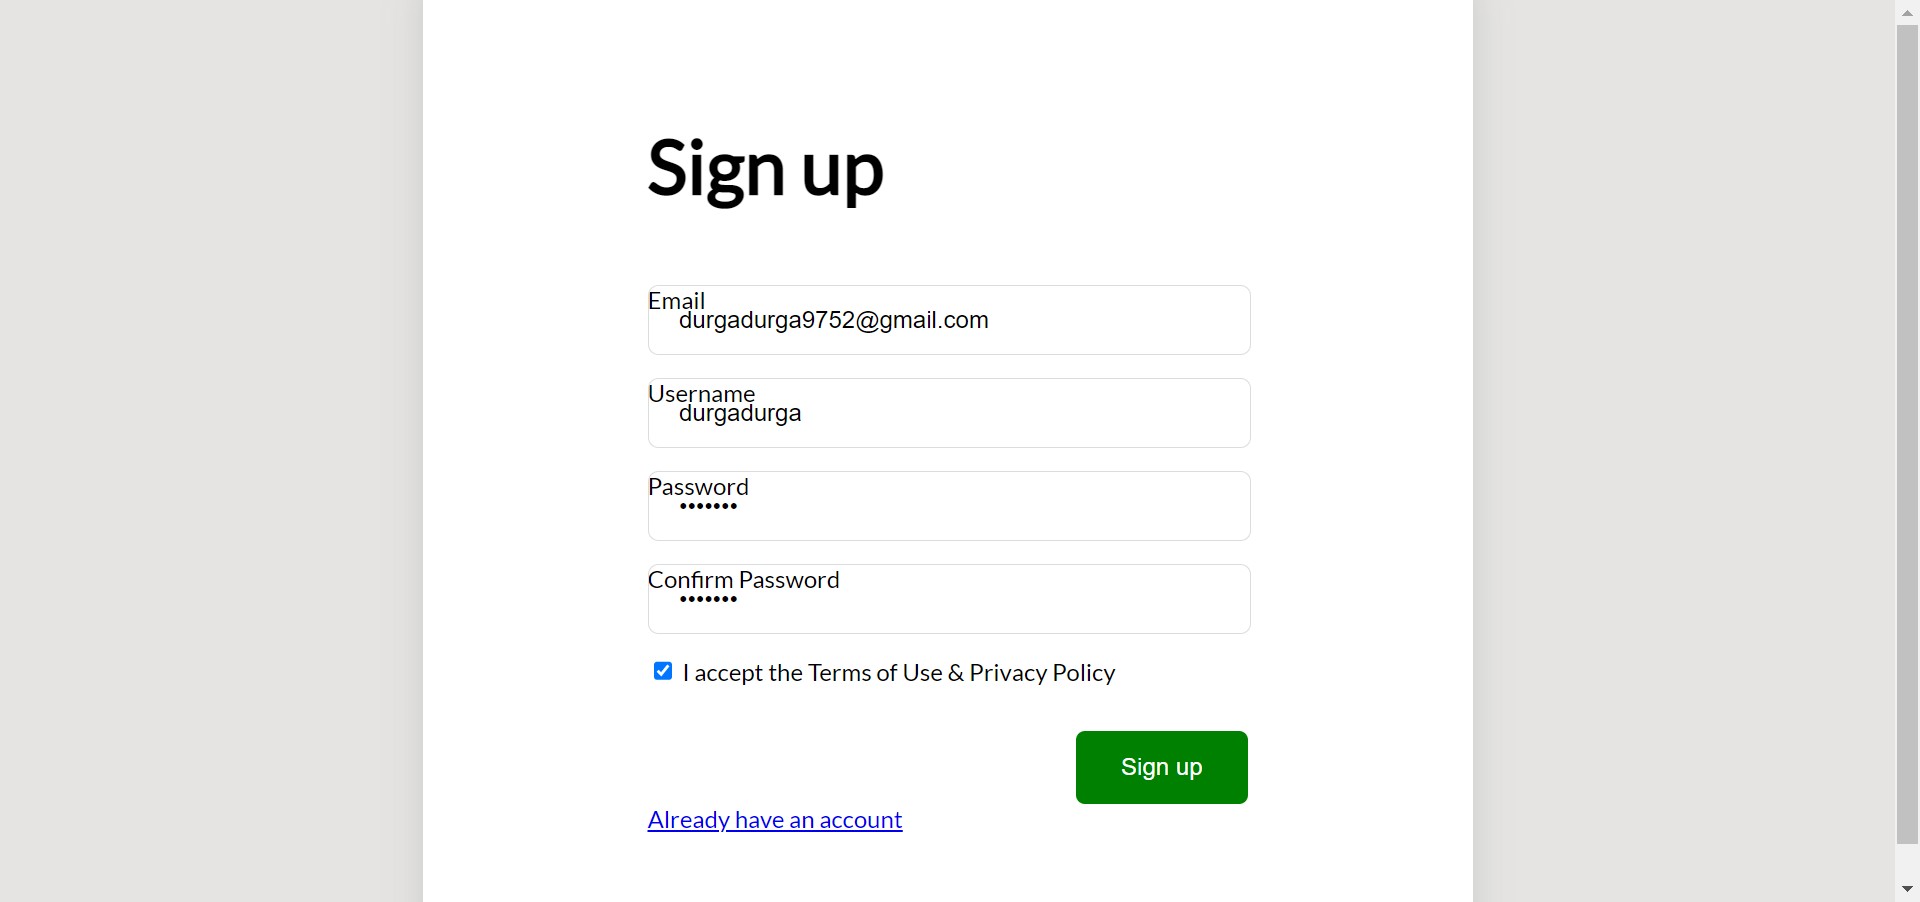 Sign up
Email
durgadurga9752@gmail.com
Username
durgadurga
Password
•••••••
Confirm Password
•••••••
I accept the Terms of Use & Privacy Policy
Sign up
Already have an account